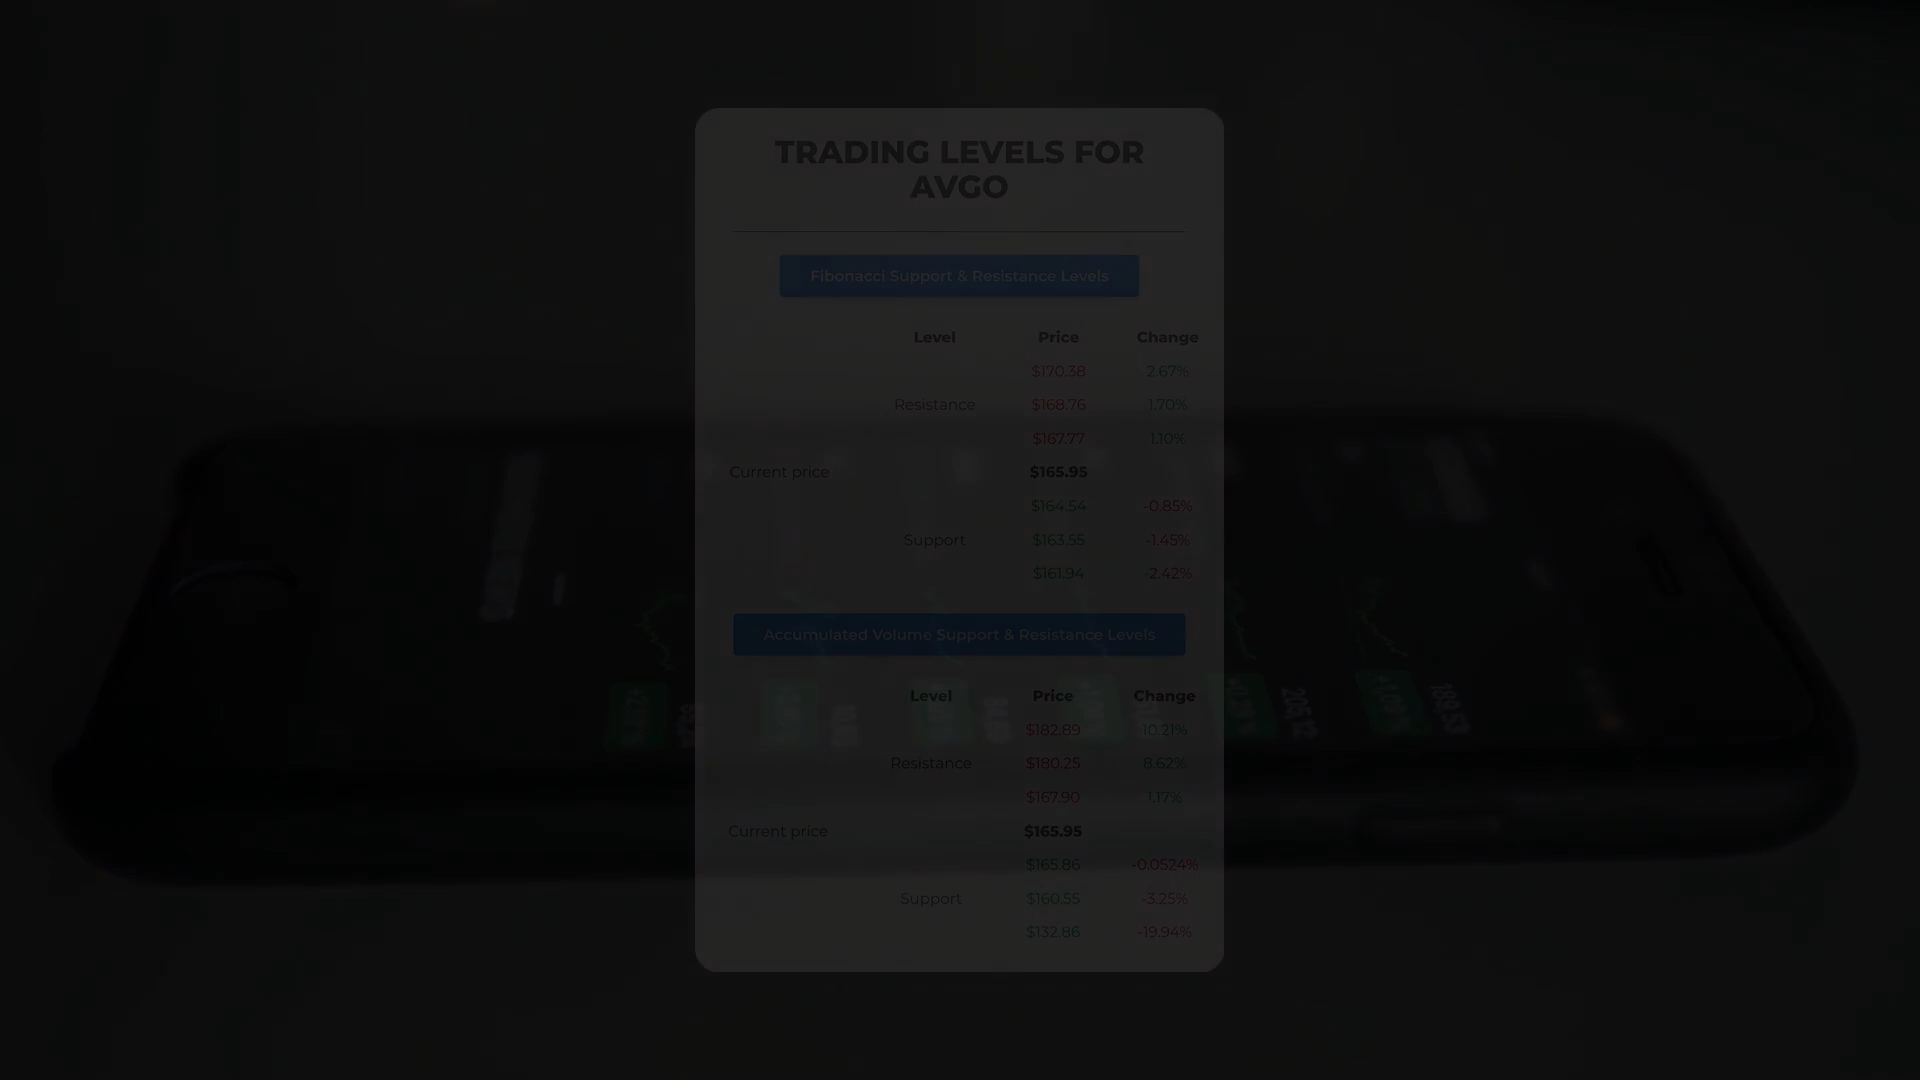 TRADING LEVELS FOR
AVGO
Fibonacci Support & Resistance Levels
Level Price Change
$170.38 2.67%
Resistance $168.76 1.70%
$167.77 1.10%
Current price $165.95
$164.54 -0.85%
Support $163.55 -1.45%
$161.94 -2.42%
Accumulated Volume Support & Resistance Levels
Level Price Change
$182.89 10.21%
Resistance $180.25 8.62%
$167.90 1.17%
Current price $165.95
$165.86 -0.0524%
Support $160.55 -3.25%
$132.86 -19.94%
205,12
189,53